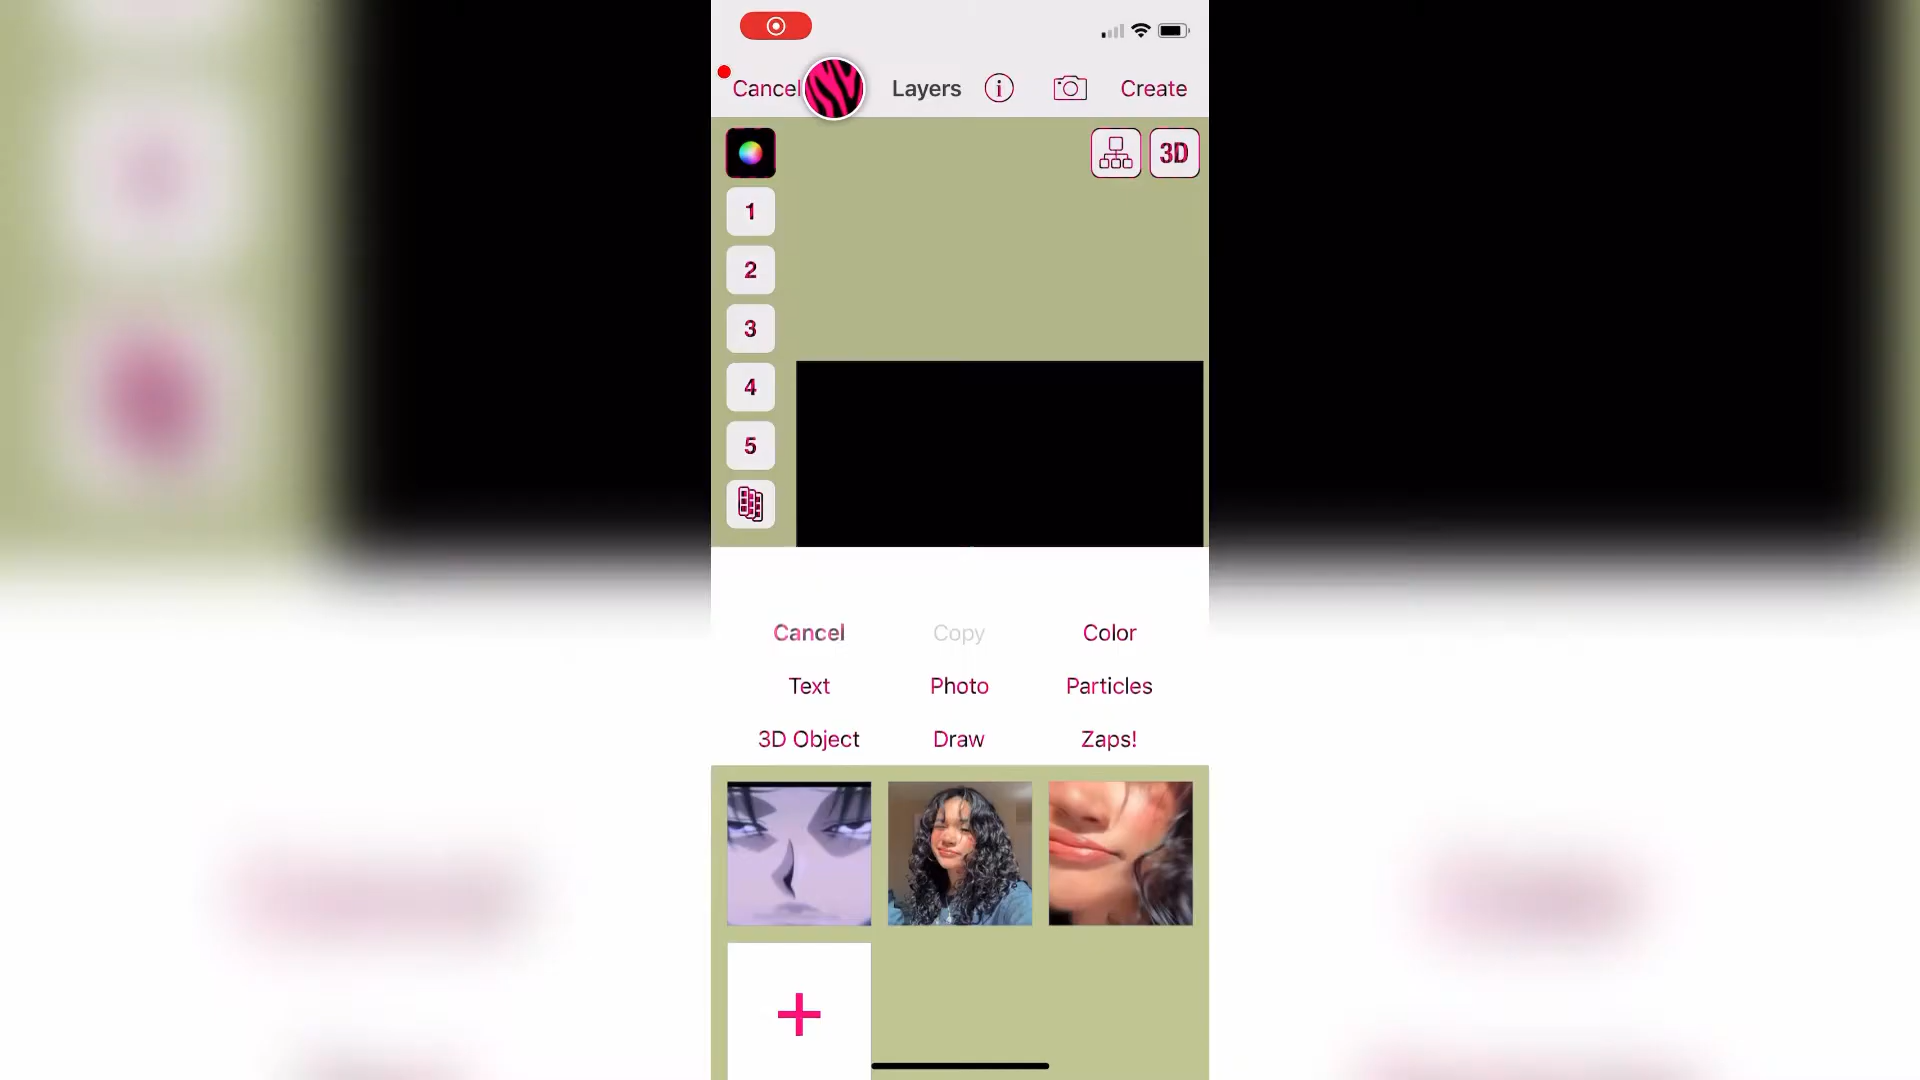 Cancel Layers Create
3D
1
2
3
4
5
Cancel Copy Color
Text Photo Particles
3D Object Draw Zaps!